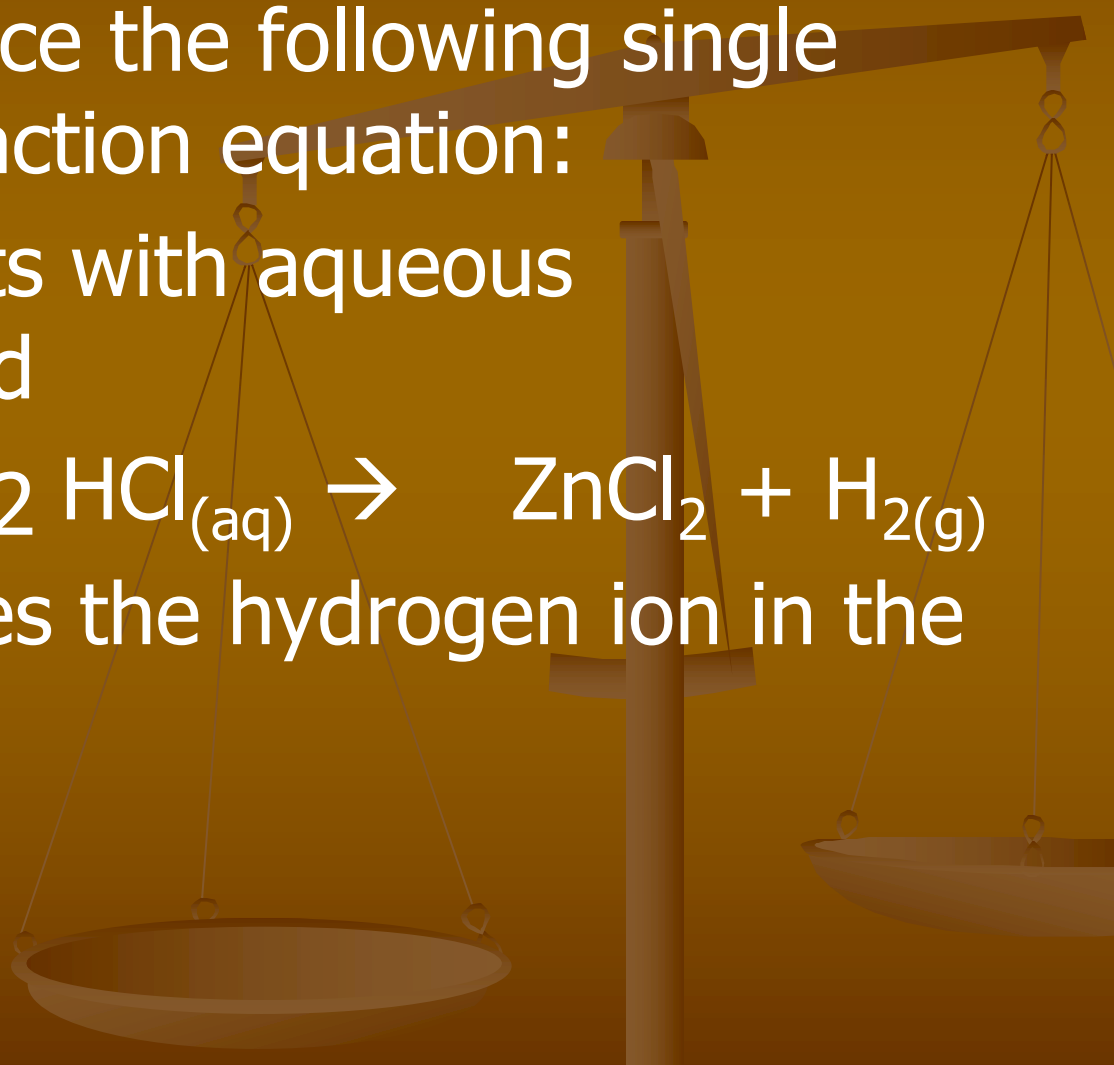 ce the following single
action equation:
ts with aqueous
d
2 HCl(aq) → ZnCl2 + H2(g)
es the hydrogen ion in the